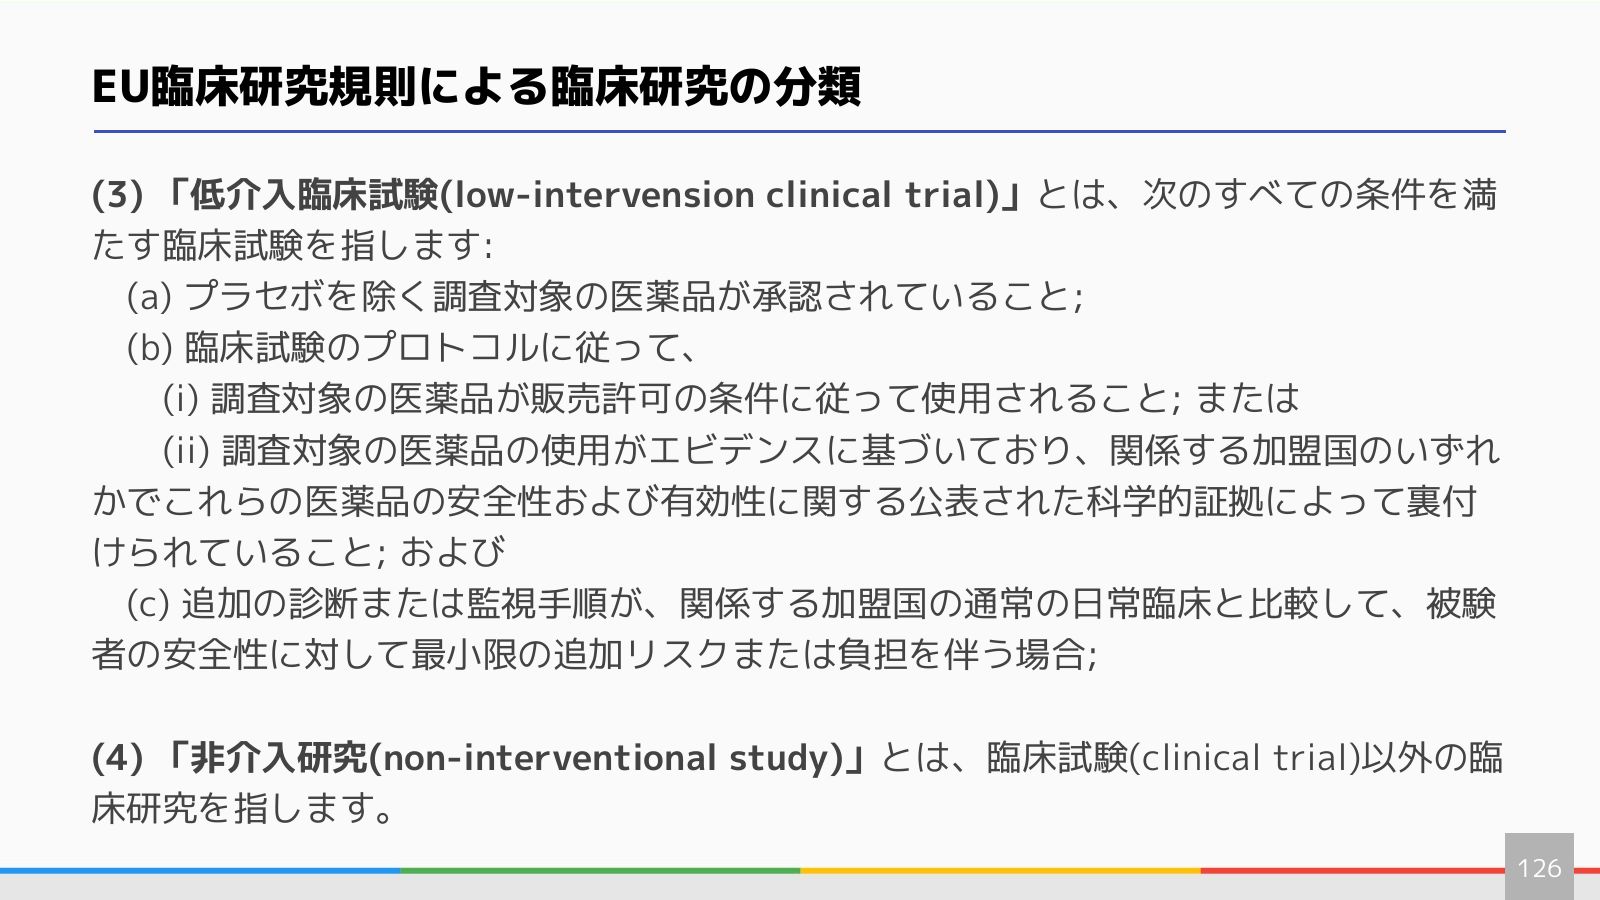 EU臨床研究規則による臨床研究の分類
(3) 「低介入臨床試験(low-intervension clinical trial)」とは、次のすべての条件を満
たす臨床試験を指します:
(a) プラセボを除く調査対象の医薬品が承認されていること;
(b) 臨床試験のプロトコルに従って、
(i) 調査対象の医薬品が販売許可の条件に従って使用されること; または
(ii) 調査対象の医薬品の使用がエビデンスに基づいており、関係する加盟国のいずれ
かでこれらの医薬品の安全性および有効性に関する公表された科学的証拠によって裏付
けられていること; および
(c) 追加の診断または監視手順が、関係する加盟国の通常の日常臨床と比較して、被験
者の安全性に対して最小限の追加リスクまたは負担を伴う場合;
(4) 「非介入研究(non-interventional study)」とは、臨床試験(clinical trial)以外の臨
床研究を指します。
126